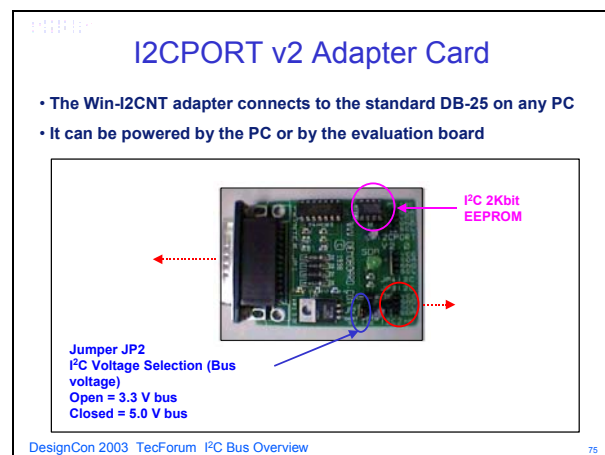 I2CPORT v2 Adapter Card
• The Win-I2CNT adapter connects to the standard DB-25 on any PC
• It can be powered by the PC or by the evaluation board
I²C 2Kbit
EEPROM
Jumper JP2
I²C Voltage Selection (Bus
voltage)
Open = 3.3 V bus
Closed = 5.0 V bus
DesignCon 2003 TecForum I²C Bus Overview
75